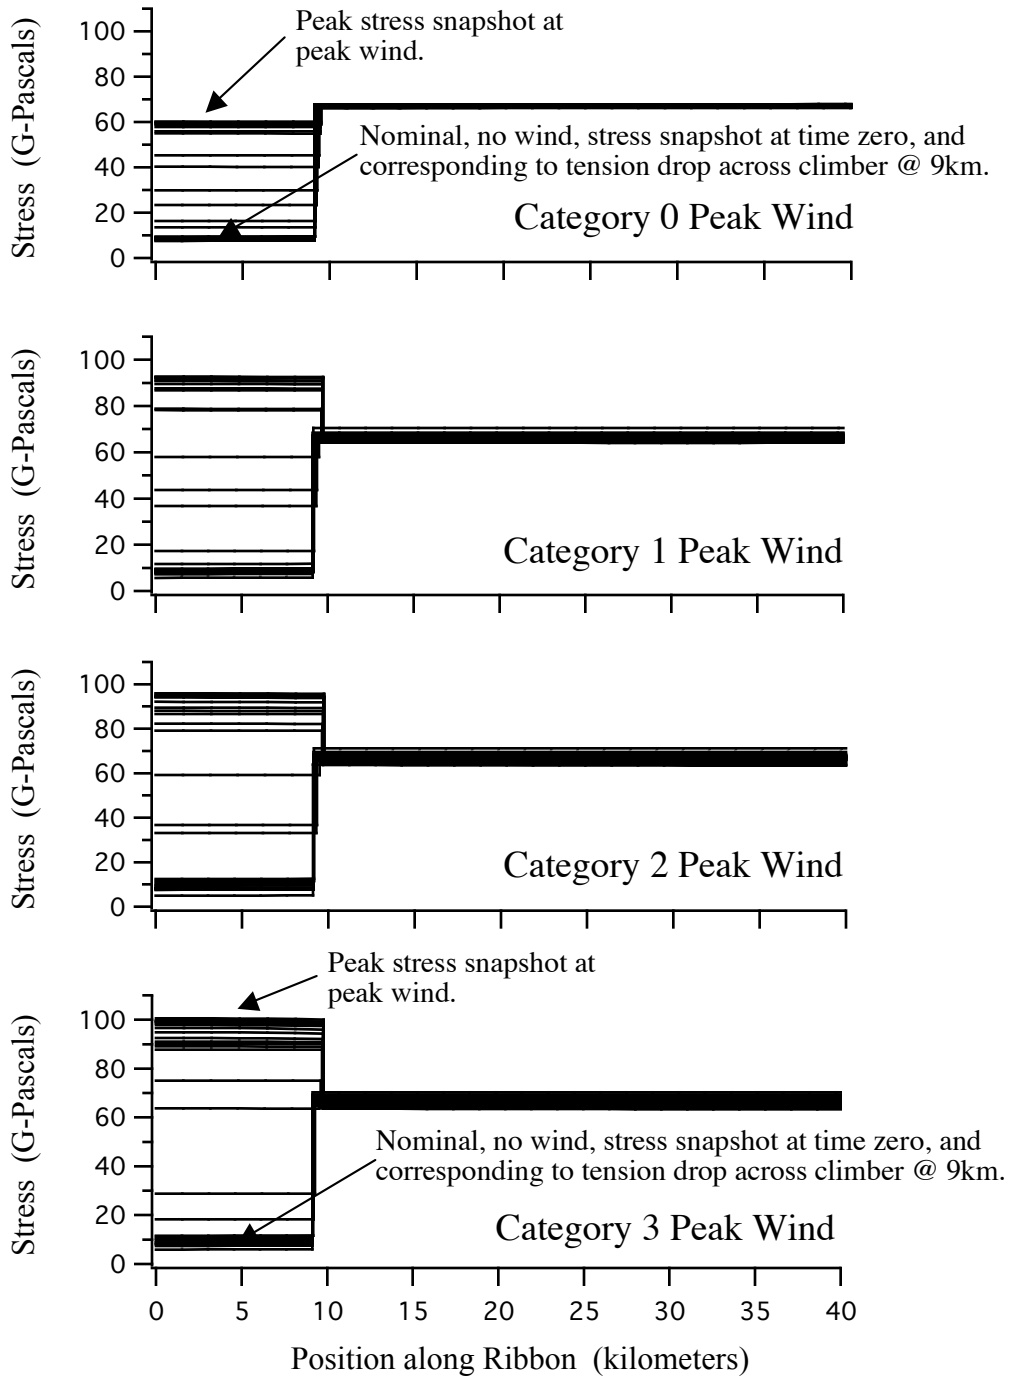 Stress (G-Pascals)
100
80
60
40
20
0
Peak stress snapshot at
peak wind.
Nominal, no wind, stress snapshot at time zero, and
corresponding to tension drop across climber @ 9km.
Category 0 Peak Wind
Stress (G-Pascals)
100
80
60
40
20
0
Category 1 Peak Wind
Stress (G-Pascals)
100
80
60
40
20
0
Category 2 Peak Wind
Stress (G-Pascals)
100
80
60
40
20
0
Peak stress snapshot at
peak wind.
Nominal, no wind, stress snapshot at time zero, and
corresponding to tension drop across climber @ 9km.
Category 3 Peak Wind
0 5 10 15 20 25 30 35 40
Position along Ribbon (kilometers)